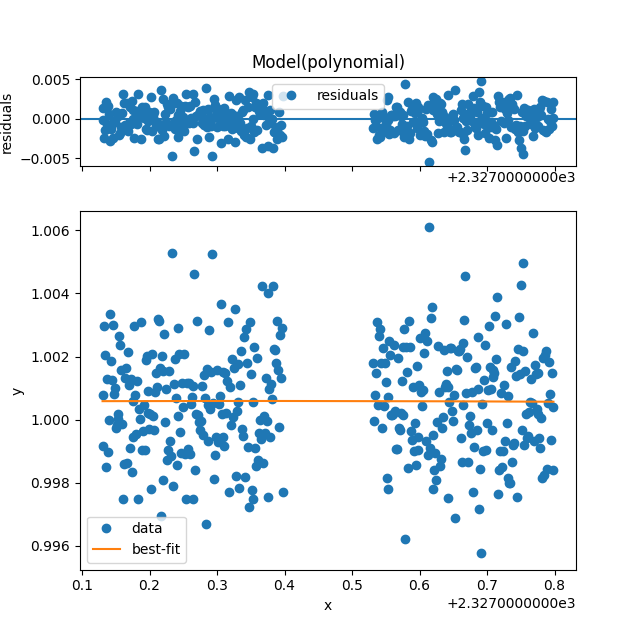 Model(polynomial)
0.005
0.000
−0.005
residuals
residuals
+2.3270000000e3
1.006
1.004
1.002
1.000
0.998
0.996
y
data
best-fit
0.1 0.2 0.3 0.4 0.5 0.6 0.7 0.8
x
+2.3270000000e3